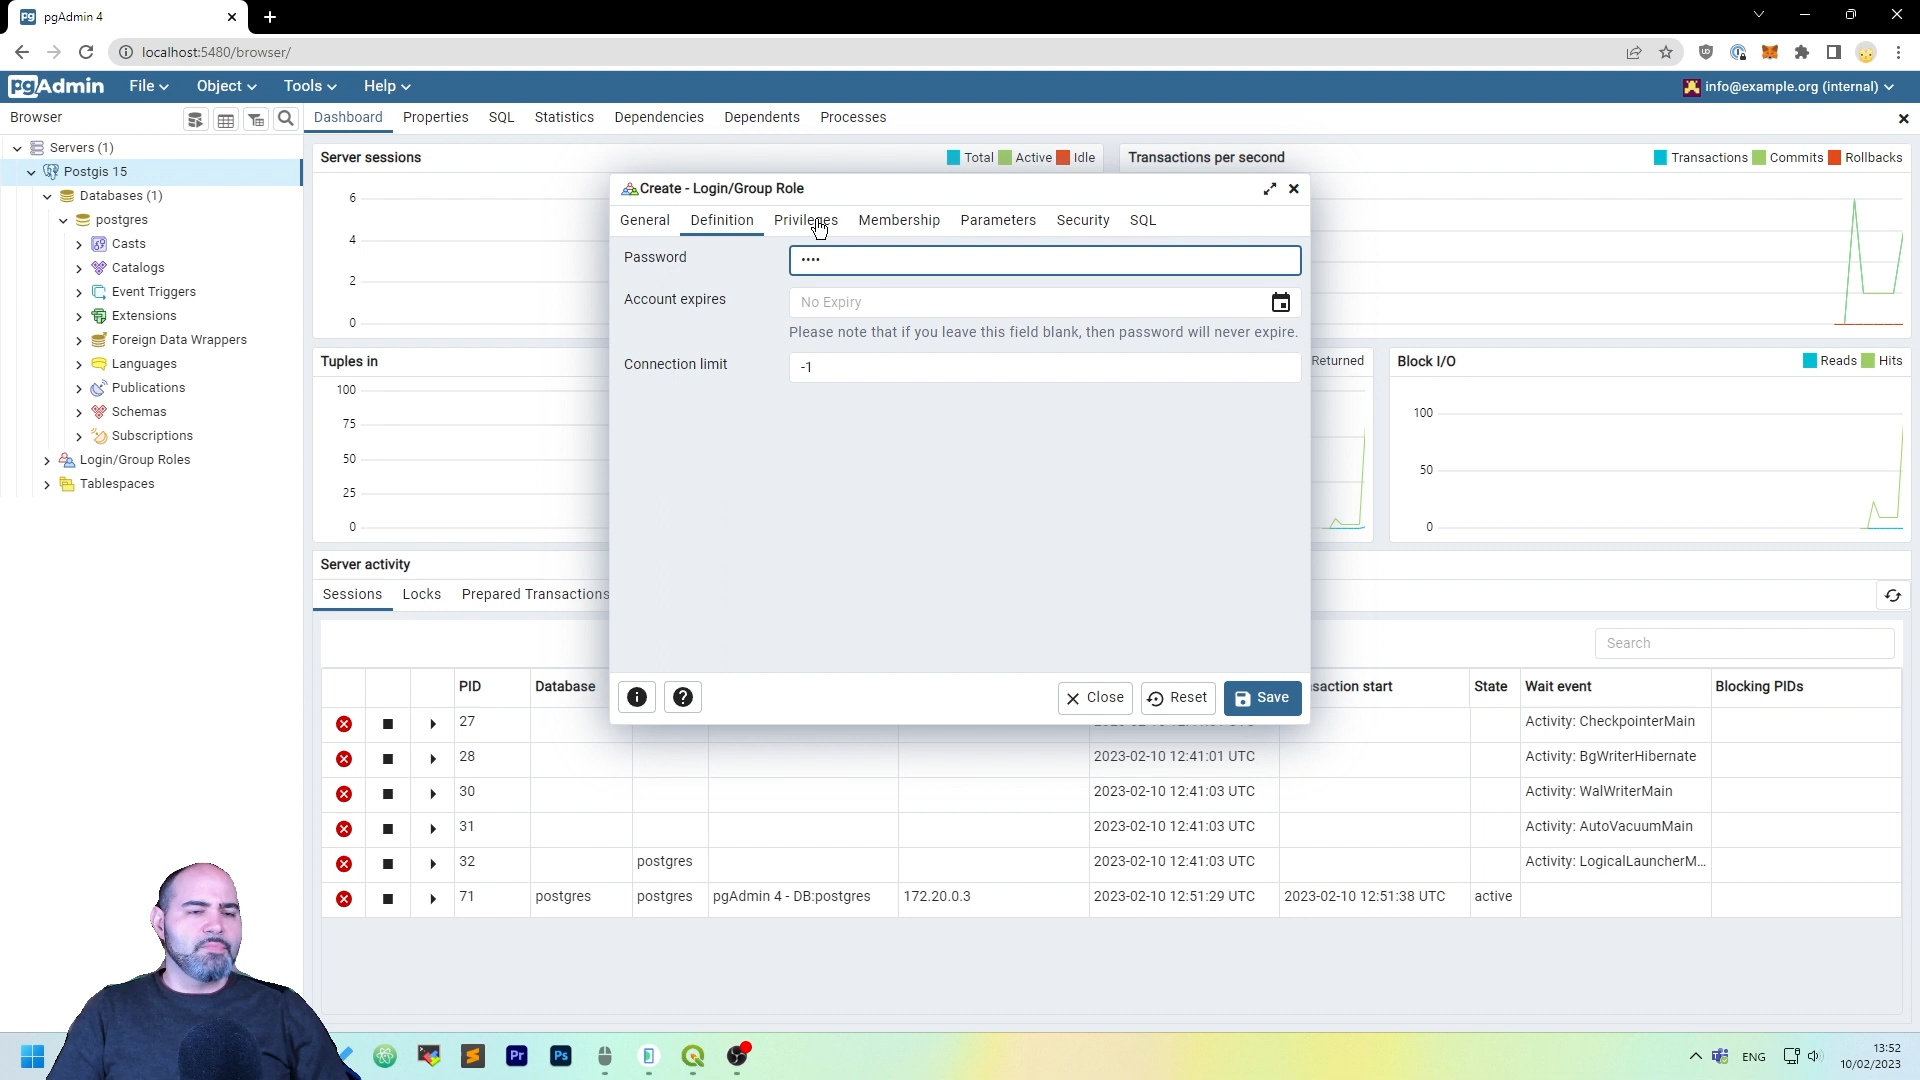 pgAdmin 4
localhost:5480/browser/
pgAdmin File Object Tools Help info@example.org (internal)
Browser
Dashboard Properties SQL Statistics Dependencies Dependents Processes
Servers (1)
Postgis 15
Databases (1)
postgres
Casts
Catalogs
Event Triggers
Extensions
Foreign Data Wrappers
Languages
Publications
Schemas
Subscriptions
Login/Group Roles
Tablespaces
Server sessions
Total Active Idle
6
4
2
0
Transactions per second
Transactions Commits Rollbacks
Create - Login/Group Role
General Definition Privileges Membership Parameters Security SQL
Password
••••
Account expires
No Expiry
Please note that if you leave this field blank, then password will never expire.
Connection limit
-1
Close Reset Save
Tuples in
100
75
50
25
0
Returned
Block I/O
Reads Hits
100
50
0
Server activity
Sessions Locks Prepared Transactions
Search
PID Database saction start State Wait event Blocking PIDs
27 Activity: CheckpointerMain
28 2023-02-10 12:41:01 UTC Activity: BgWriterHibernate
30 2023-02-10 12:41:03 UTC Activity: WalWriterMain
31 2023-02-10 12:41:03 UTC Activity: AutoVacuumMain
32 postgres 2023-02-10 12:41:03 UTC Activity: LogicalLauncherM...
71 postgres postgres pgAdmin 4 - DB:postgres 172.20.0.3 2023-02-10 12:51:29 UTC 2023-02-10 12:51:38 UTC active
Pr Ps
ENG
13:52
10/02/2023